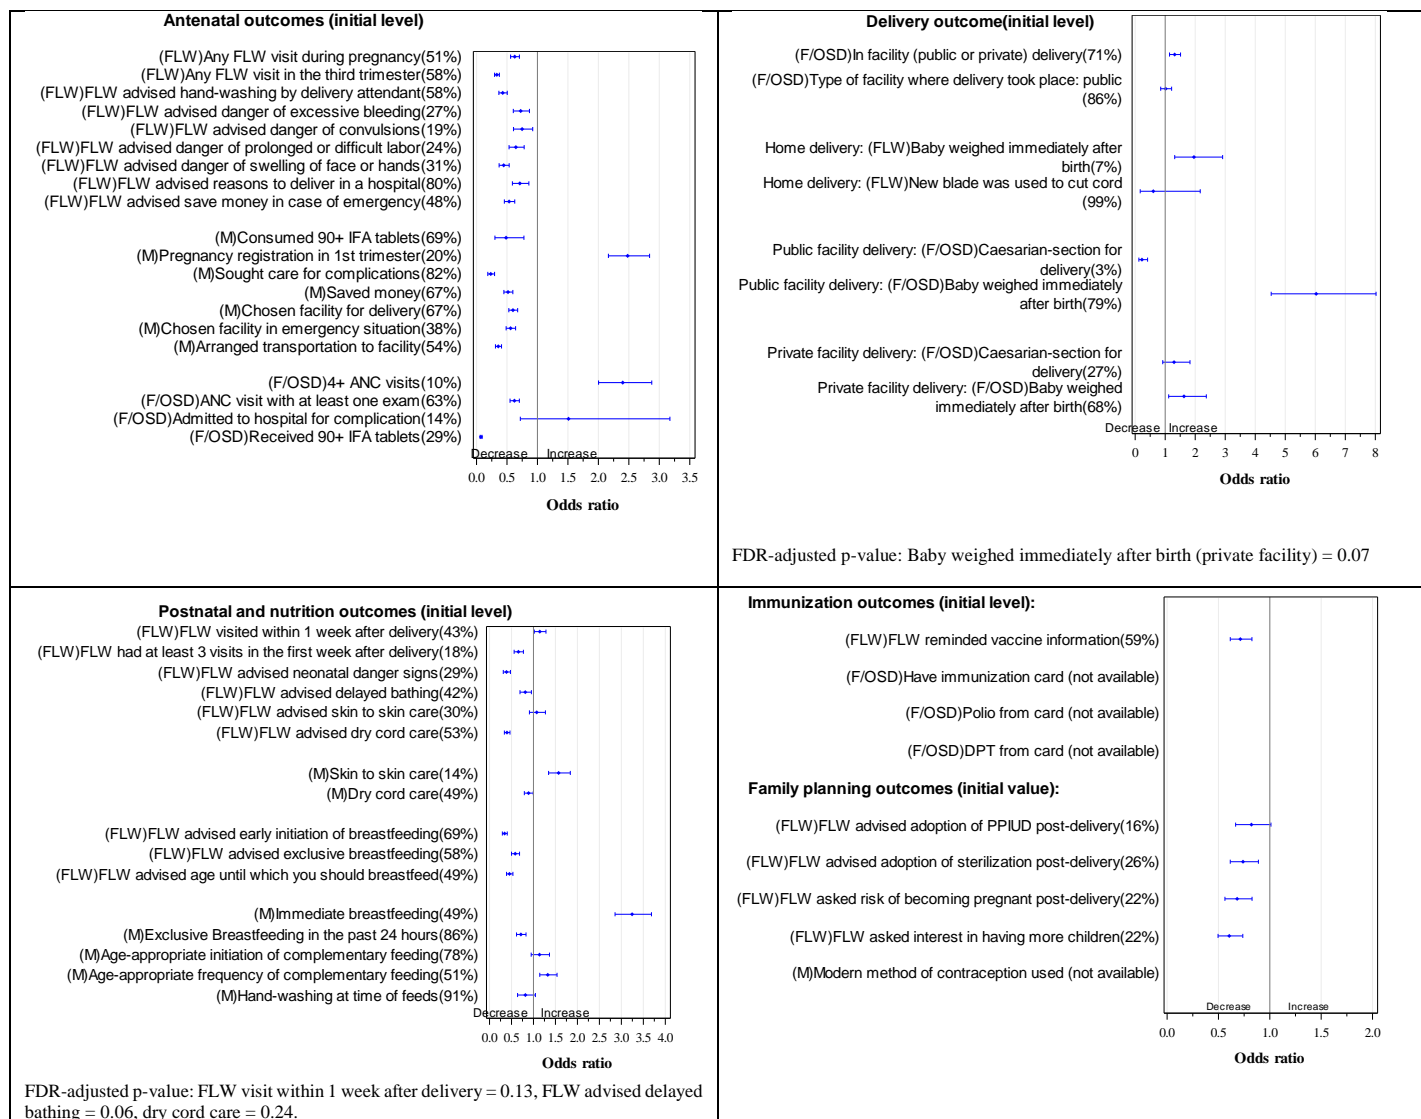 Antenatal outcomes (initial level)
(FLW)Any FLW visit during pregnancy(51%)
(FLW)Any FLW visit in the third trimester(58%)
(FLW)FLW advised hand-washing by delivery attendant(58%)
(FLW)FLW advised danger of excessive bleeding(27%)
(FLW)FLW advised danger of convulsions(19%)
(FLW)FLW advised danger of prolonged or difficult labor(24%)
(FLW)FLW advised danger of swelling of face or hands(31%)
(FLW)FLW advised reasons to deliver in a hospital(80%)
(FLW)FLW advised save money in case of emergency(48%)
(M)Consumed 90+ IFA tablets(69%)
(M)Pregnancy registration in 1st trimester(20%)
(M)Sought care for complications(82%)
(M)Saved money(67%)
(M)Chosen facility for delivery(67%)
(M)Chosen facility in emergency situation(38%)
(M)Arranged transportation to facility(54%)
(F/OSD)4+ ANC visits(10%)
(F/OSD)ANC visit with at least one exam(63%)
(F/OSD)Admitted to hospital for complication(14%)
(F/OSD)Received 90+ IFA tablets(29%)
Decrease Increase
0.0 0.5 1.0 1.5 2.0 2.5 3.0 3.5
Odds ratio
Delivery outcome(initial level)
(F/OSD)In facility (public or private) delivery(71%)
(F/OSD)Type of facility where delivery took place: public
(86%)
Home delivery: (FLW)Baby weighed immediately after
birth(7%)
Home delivery: (FLW)New blade was used to cut cord
(99%)
Public facility delivery: (F/OSD)Caesarian-section for
delivery(3%)
Public facility delivery: (F/OSD)Baby weighed immediately
after birth(79%)
Private facility delivery: (F/OSD)Caesarian-section for
delivery(27%)
Private facility delivery: (F/OSD)Baby weighed
immediately after birth(68%)
Decrease Increase
0 1 2 3 4 5 6 7 8
Odds ratio
FDR-adjusted p-value: Baby weighed immediately after birth (private facility) = 0.07
Postnatal and nutrition outcomes (initial level)
(FLW)FLW visited within 1 week after delivery(43%)
(FLW)FLW had at least 3 visits in the first week after delivery(18%)
(FLW)FLW advised neonatal danger signs(29%)
(FLW)FLW advised delayed bathing(42%)
(FLW)FLW advised skin to skin care(30%)
(FLW)FLW advised dry cord care(53%)
(M)Skin to skin care(14%)
(M)Dry cord care(49%)
(FLW)FLW advised early initiation of breastfeeding(69%)
(FLW)FLW advised exclusive breastfeeding(58%)
(FLW)FLW advised age until which you should breastfeed(49%)
(M)Immediate breastfeeding(49%)
(M)Exclusive Breastfeeding in the past 24 hours(86%)
(M)Age-appropriate initiation of complementary feeding(78%)
(M)Age-appropriate frequency of complementary feeding(51%)
(M)Hand-washing at time of feeds(91%)
Decrease Increase
0.0 0.5 1.0 1.5 2.0 2.5 3.0 3.5 4.0
Odds ratio
FDR-adjusted p-value: FLW visit within 1 week after delivery = 0.13, FLW advised delayed
bathing = 0.06, dry cord care = 0.24.
Immunization outcomes (initial level):
(FLW)FLW reminded vaccine information(59%)
(F/OSD)Have immunization card (not available)
(F/OSD)Polio from card (not available)
(F/OSD)DPT from card (not available)
Family planning outcomes (initial value):
(FLW)FLW advised adoption of PPIUD post-delivery(16%)
(FLW)FLW advised adoption of sterilization post-delivery(26%)
(FLW)FLW asked risk of becoming pregnant post-delivery(22%)
(FLW)FLW asked interest in having more children(22%)
(M)Modern method of contraception used (not available)
Decrease Increase
0.0 0.5 1.0 1.5 2.0
Odds ratio